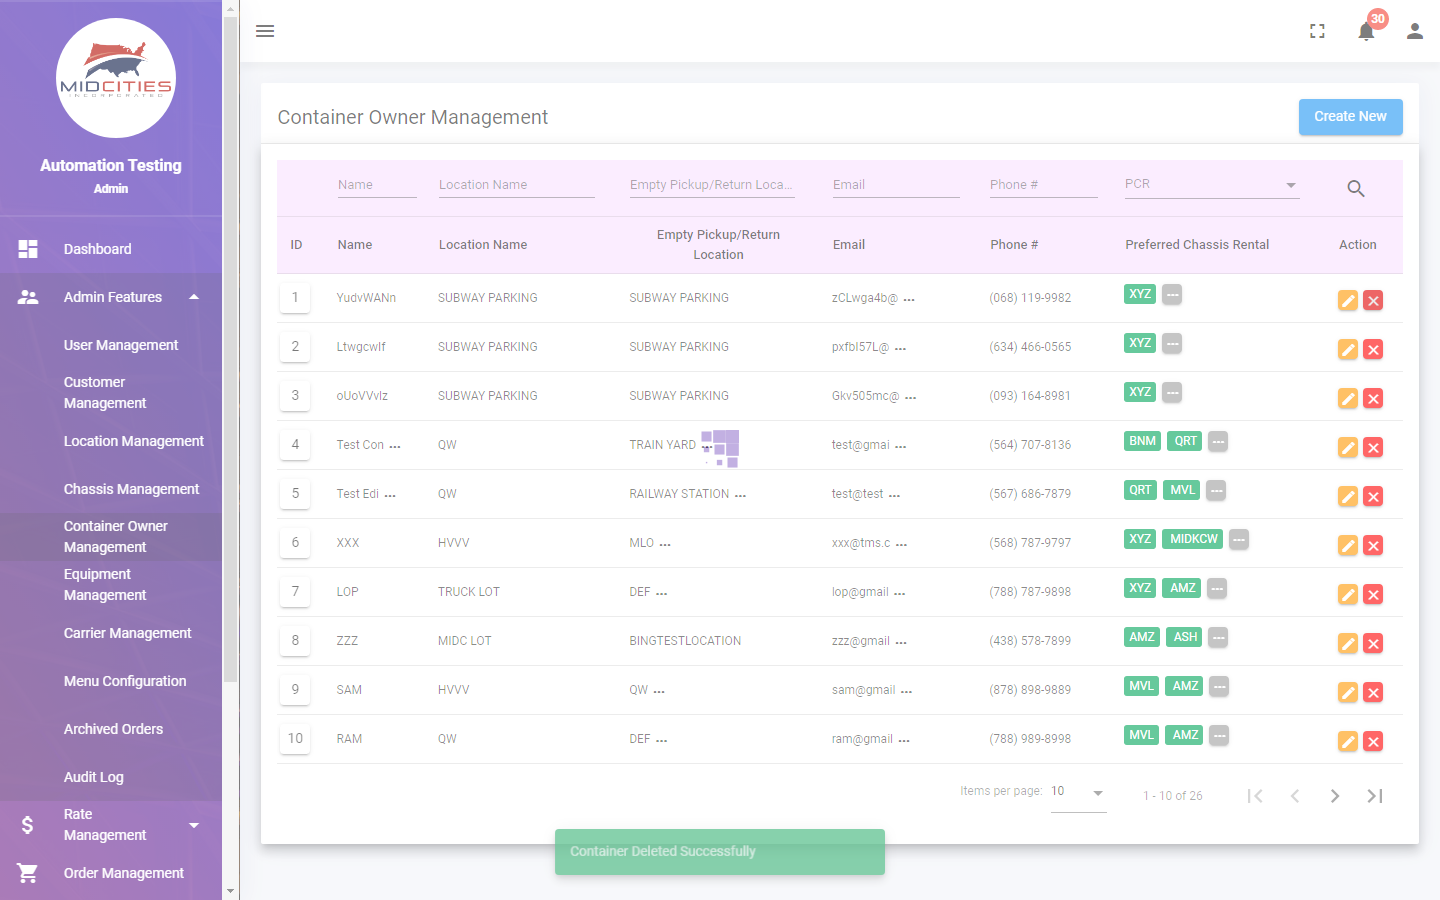 MIDCITIES
INCORPORATED
Automation Testing
Admin
Dashboard
Admin Features
User Management
Customer
Management
Location Management
Chassis Management
Container Owner
Management
Equipment
Management
Carrier Management
Menu Configuration
Archived Orders
Audit Log
Rate
Management
Order Management
30
Container Owner Management
Create New
Name Location Name Empty Pickup/Return Loca... Email Phone # PCR
ID Name Location Name Empty Pickup/Return Location Email Phone # Preferred Chassis Rental Action
1 YudvWANn SUBWAY PARKING SUBWAY PARKING zCLwga4b@ ... (068) 119-9982 XYZ ---
2 Ltwgcwlf SUBWAY PARKING SUBWAY PARKING pxfbI57L@ ... (634) 466-0565 XYZ ---
3 oUoVVvlz SUBWAY PARKING SUBWAY PARKING Gkv505mc@ ... (093) 164-8981 XYZ ---
4 Test Con ... QW TRAIN YARD ... test@gmai ... (564) 707-8136 BNM QRT ---
5 Test Edi ... QW RAILWAY STATION ... test@test ... (567) 686-7879 QRT MVL ---
6 XXX HVVV MLO ... xxx@tms.c ... (568) 787-9797 XYZ MIDKCW ---
7 LOP TRUCK LOT DEF ... lop@gmail ... (788) 787-9898 XYZ AMZ ---
8 ZZZ MIDC LOT BINGTESTLOCATION zzz@gmail ... (438) 578-7899 AMZ ASH ---
9 SAM HVVV QW ... sam@gmail ... (878) 898-9889 MVL AMZ ---
10 RAM QW DEF ... ram@gmail ... (788) 989-8998 MVL AMZ ---
Items per page: 10 1 - 10 of 26
Container Deleted Successfully